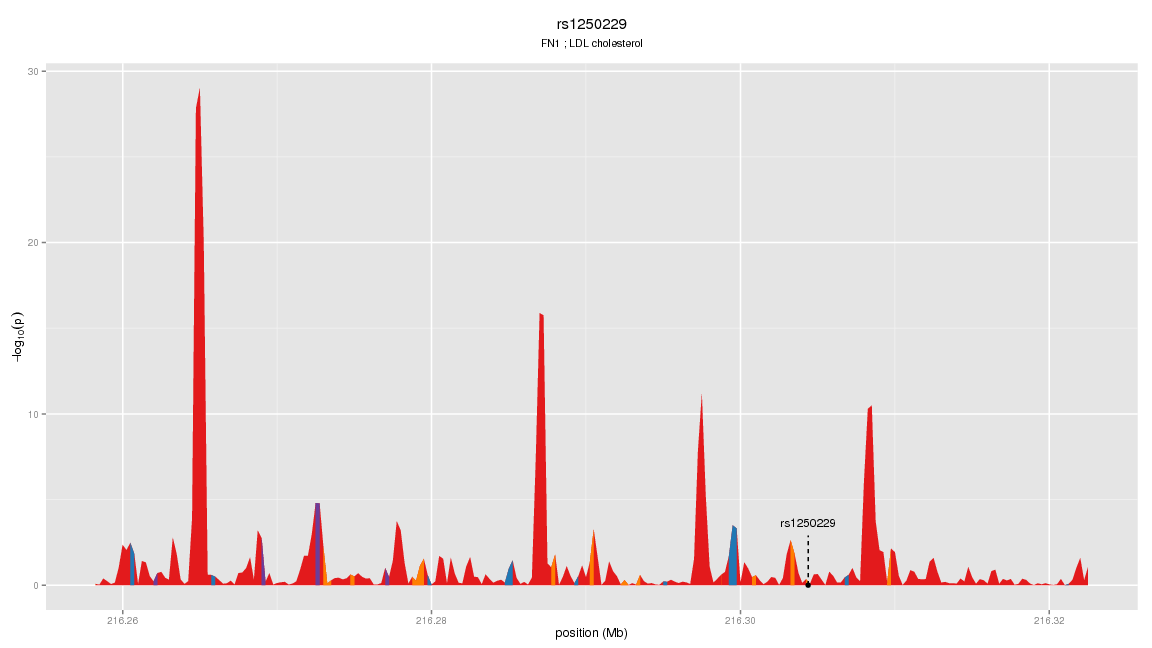 rs1250229
FN1 ; LDL cholesterol
30
20
10
0
−log10(p)
rs1250229
216.26
216.28
216.30
216.32
position (Mb)